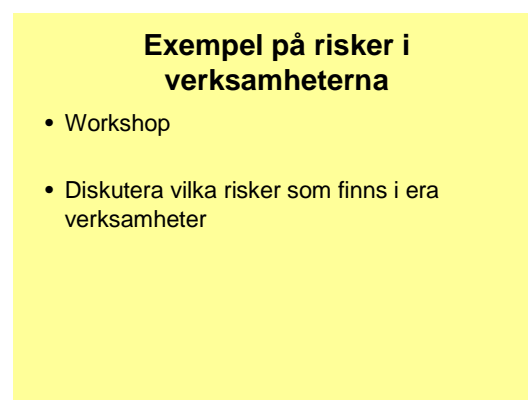 Exempel på risker i
verksamheterna
• Workshop
• Diskutera vilka risker som finns i era
verksamheter